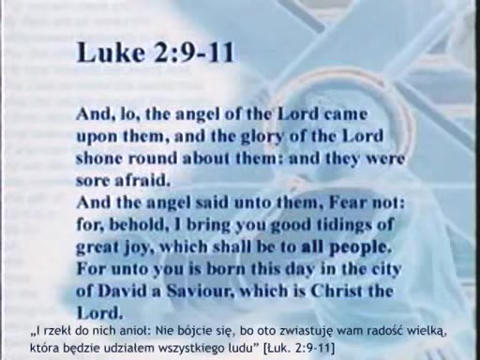 Luke 2:9-11
And, lo, the angel of the Lord came
upon them, and the glory of the Lord
shone round about them: and they were
sore afraid.
And the angel said unto them, Fear not:
for, behold, I bring you good tidings of
great joy, which shall be to all people.
For unto you is born this day in the city
of David a Saviour, which is Christ the
Lord.
„I rzekł do nich anioł: Nie bójcie się, bo oto zwiastuję wam radość wielką,
która będzie udziałem wszystkiego ludu” [Łuk. 2:9-11]